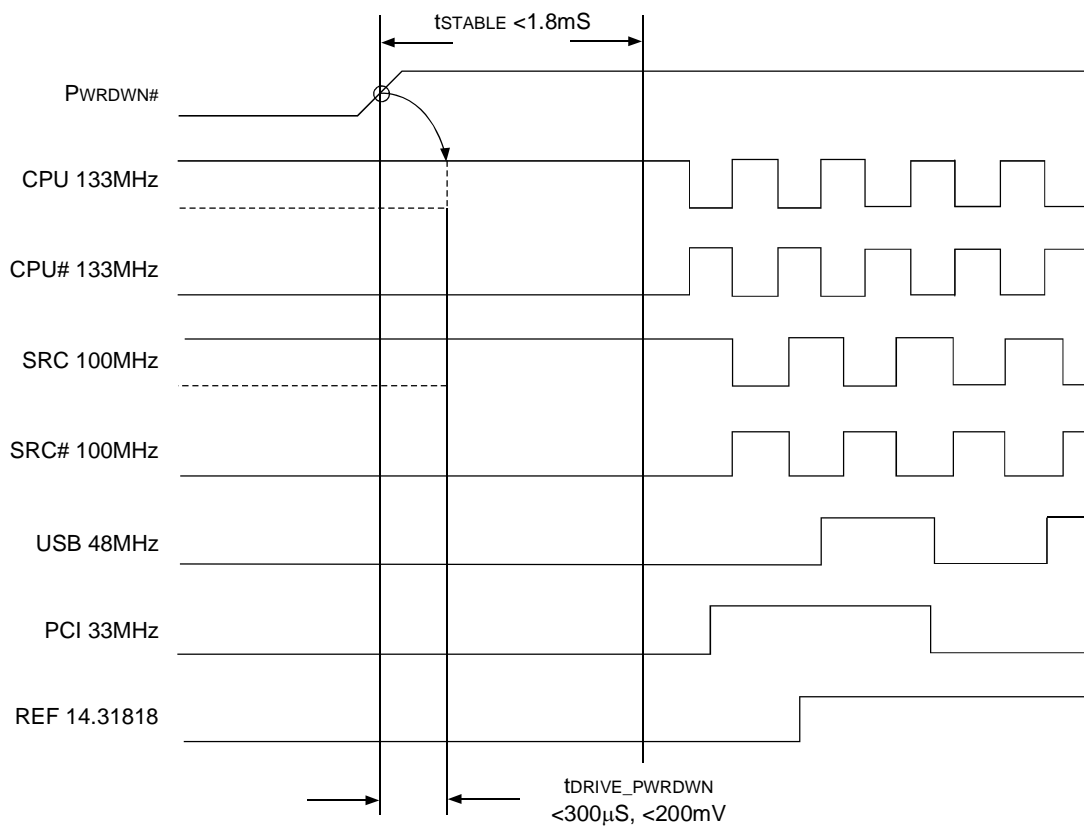 tSTABLE <1.8mS
PWRDWN#
CPU 133MHz
CPU# 133MHz
SRC 100MHz
SRC# 100MHz
USB 48MHz
PCI 33MHz
REF 14.31818
tDRIVE_PWRDWN
<300μS, <200mV